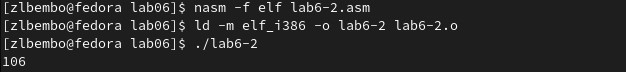 [zlbembo@fedora lab06]$ nasm -f elf lab6-2.asm
[zlbembo@fedora lab06]$ ld -m elf_i386 -o lab6-2 lab6-2.o
[zlbembo@fedora lab06]$ ./lab6-2
106